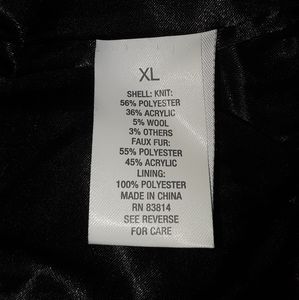 XL
SHELL: KNIT:
56% POLYESTER
36% ACRYLIC
5% WOOL
3% OTHERS
FAUX FUR:
55% POLYESTER
45% ACRYLIC
LINING:
100% POLYESTER
MADE IN CHINA
RN 83814
SEE REVERSE
FOR CARE